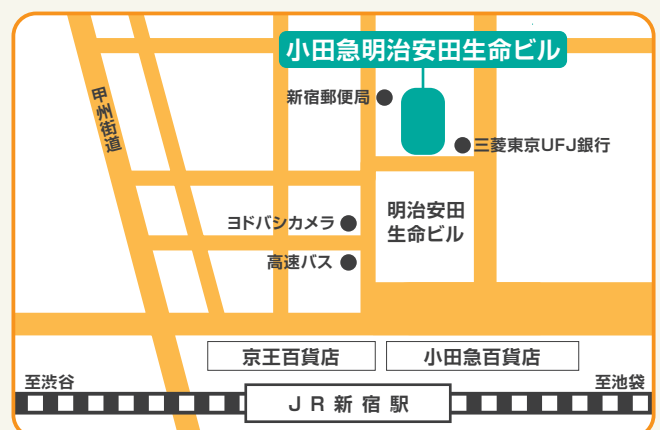 小田急明治安田生命ビル
新宿郵便局
甲州街道
三菱東京UFJ銀行
明治安田
生命ビル
ヨドバシカメラ
高速バス
京王百貨店
小田急百貨店
至渋谷
至池袋
JR新宿駅